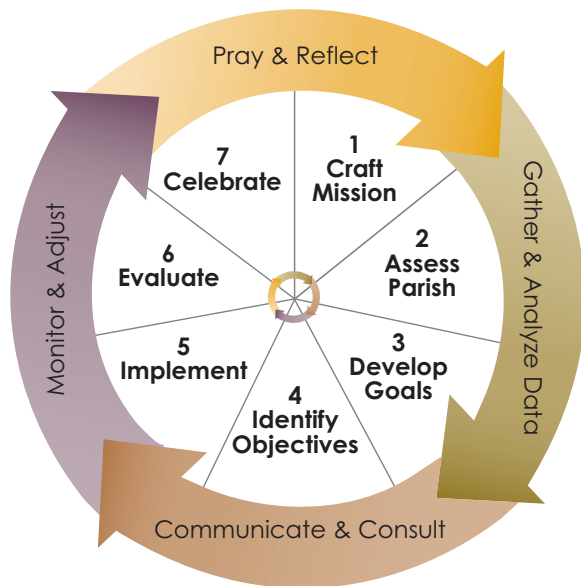 Pray & Reflect
Gather & Analyze Data
Communicate & Consult
Monitor & Adjust
1
Craft
Mission
2
Assess
Parish
3
Develop
Goals
4
Identify
Objectives
5
Implement
6
Evaluate
7
Celebrate